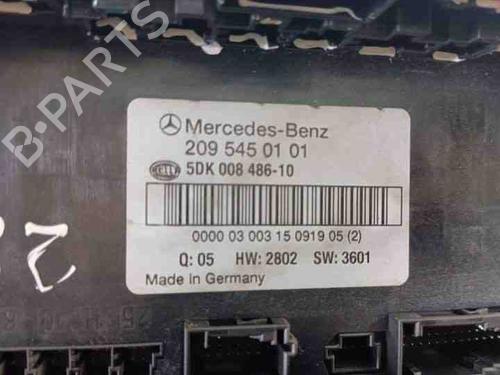 B-PARTS
Mercedes-Benz
209 545 01 01
HELLA 5DK 008 486-10
0000 03 003 15 0919 05 (2)
Q: 05 HW: 2802 SW: 3601
Made in Germany